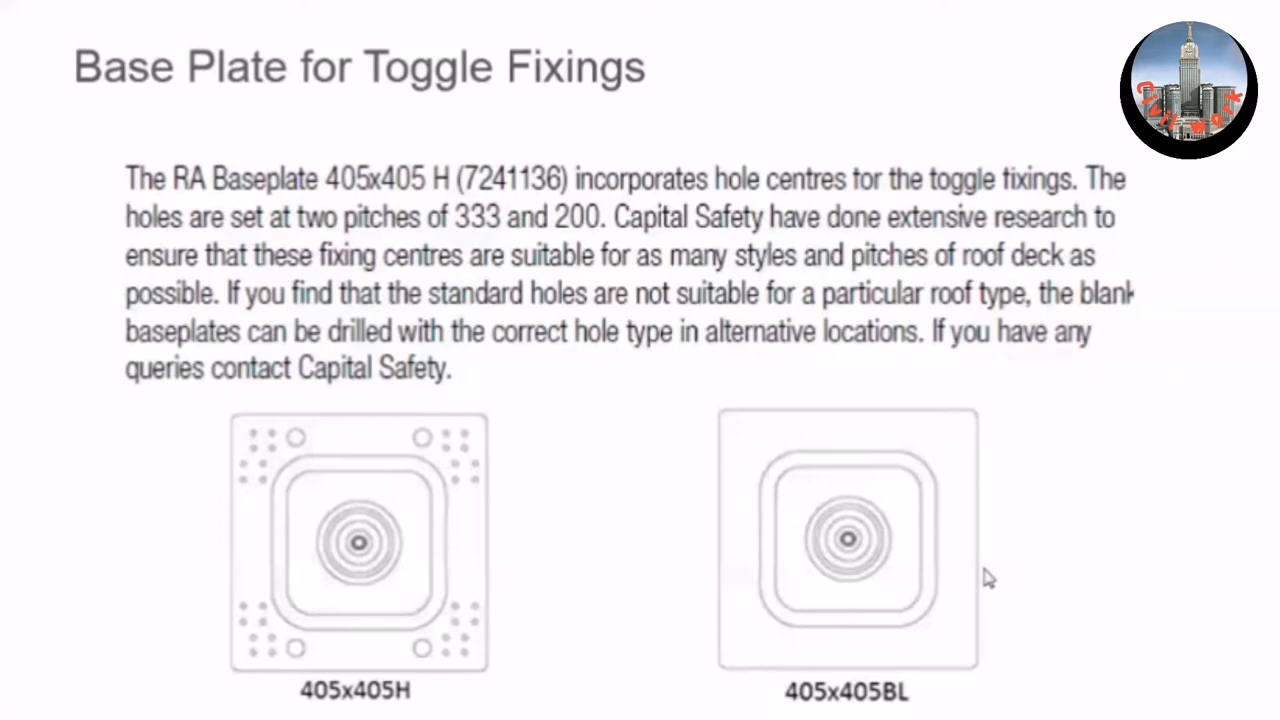 Base Plate for Toggle Fixings
Civil work
The RA Baseplate 405x405 H (7241136) incorporates hole centres for the toggle fixings. The
holes are set at two pitches of 333 and 200. Capital Safety have done extensive research to
ensure that these fixing centres are suitable for as many styles and pitches of roof deck as
possible. If you find that the standard holes are not suitable for a particular roof type, the blank
baseplates can be drilled with the correct hole type in alternative locations. If you have any
queries contact Capital Safety.
405x405H
405x405BL